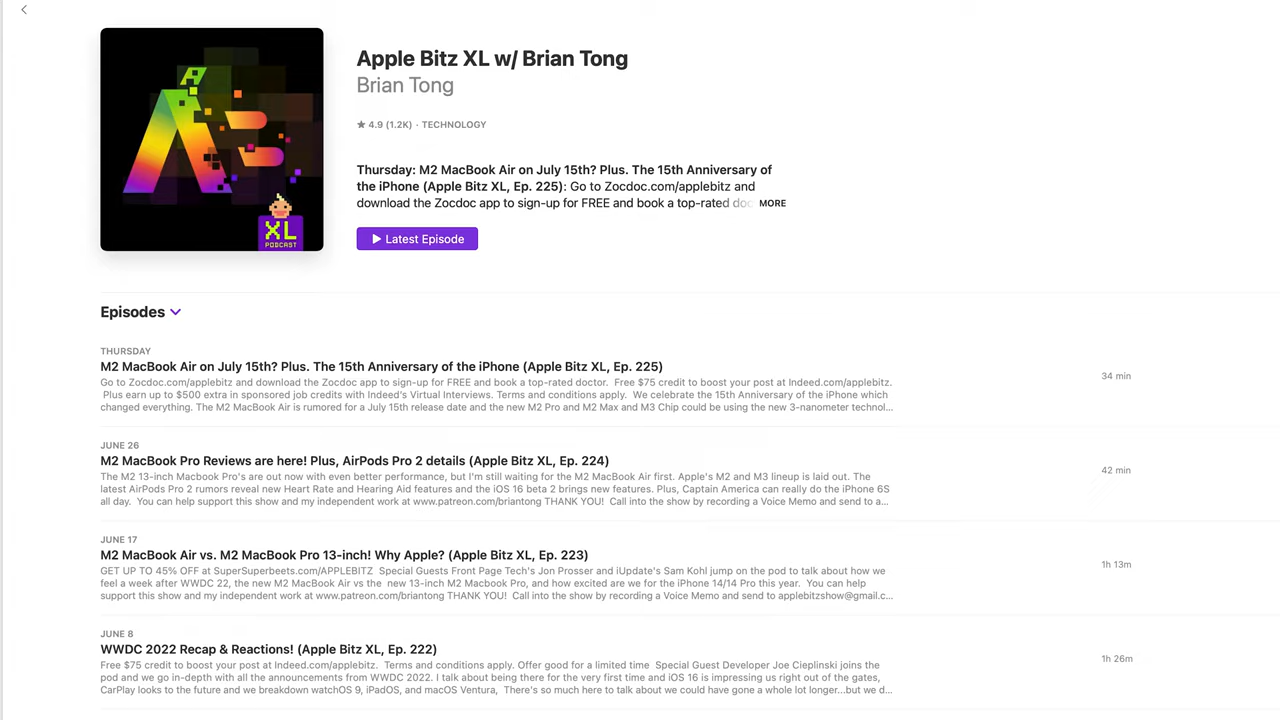 Apple Bitz XL w/ Brian Tong
Brian Tong
★ 4.9 (1.2K) · TECHNOLOGY
Thursday: M2 MacBook Air on July 15th? Plus. The 15th Anniversary of
the iPhone (Apple Bitz XL, Ep. 225): Go to Zocdoc.com/applebitz and
download the Zocdoc app to sign-up for FREE and book a top-rated doc MORE
Latest Episode
XL
PODCAST
Episodes
THURSDAY
M2 MacBook Air on July 15th? Plus. The 15th Anniversary of the iPhone (Apple Bitz XL, Ep. 225)
Go to Zocdoc.com/applebitz and download the Zocdoc app to sign-up for FREE and book a top-rated doctor.  Free $75 credit to boost your post at Indeed.com/applebitz.
Plus earn up to $500 extra in sponsored job credits with Indeed's Virtual Interviews. Terms and conditions apply.  We celebrate the 15th Anniversary of the iPhone which
changed everything. The M2 MacBook Air is rumored for a July 15th release date and the new M2 Pro and M2 Max and M3 Chip could be using the new 3-nanometer technol...
34 min
JUNE 26
M2 MacBook Pro Reviews are here! Plus, AirPods Pro 2 details (Apple Bitz XL, Ep. 224)
The M2 13-inch Macbook Pro's are out now with even better performance, but I'm still waiting for the M2 MacBook Air first. Apple's M2 and M3 lineup is laid out. The
latest AirPods Pro 2 rumors reveal new Heart Rate and Hearing Aid features and the iOS 16 beta 2 brings new features. Plus, Captain America can really do the iPhone 6S
all day.  You can help support this show and my independent work at www.patreon.com/briantong THANK YOU!  Call into the show by recording a Voice Memo and send to a...
42 min
JUNE 17
M2 MacBook Air vs. M2 MacBook Pro 13-inch! Why Apple? (Apple Bitz XL, Ep. 223)
GET UP TO 45% OFF at SuperSuperbeets.com/APPLEBITZ  Special Guests Front Page Tech's Jon Prosser and iUpdate's Sam Kohl jump on the pod to talk about how we
feel a week after WWDC 22, the new M2 MacBook Air vs the  new 13-inch M2 Macbook Pro, and how excited are we for the iPhone 14/14 Pro this year.  You can help
support this show and my independent work at www.patreon.com/briantong THANK YOU!  Call into the show by recording a Voice Memo and send to applebitzshow@gmail.c...
1h 13m
JUNE 8
WWDC 2022 Recap & Reactions! (Apple Bitz XL, Ep. 222)
Free $75 credit to boost your post at Indeed.com/applebitz.  Terms and conditions apply. Offer good for a limited time  Special Guest Developer Joe Cieplinski joins the
pod and we go in-depth with all the announcements from WWDC 2022. I talk about being there for the very first time and iOS 16 is impressing us right out of the gates,
CarPlay looks to the future and we breakdown watchOS 9, iPadOS, and macOS Ventura,  There's so much here to talk about we could have gone a whole lot longer...but we d...
1h 26m